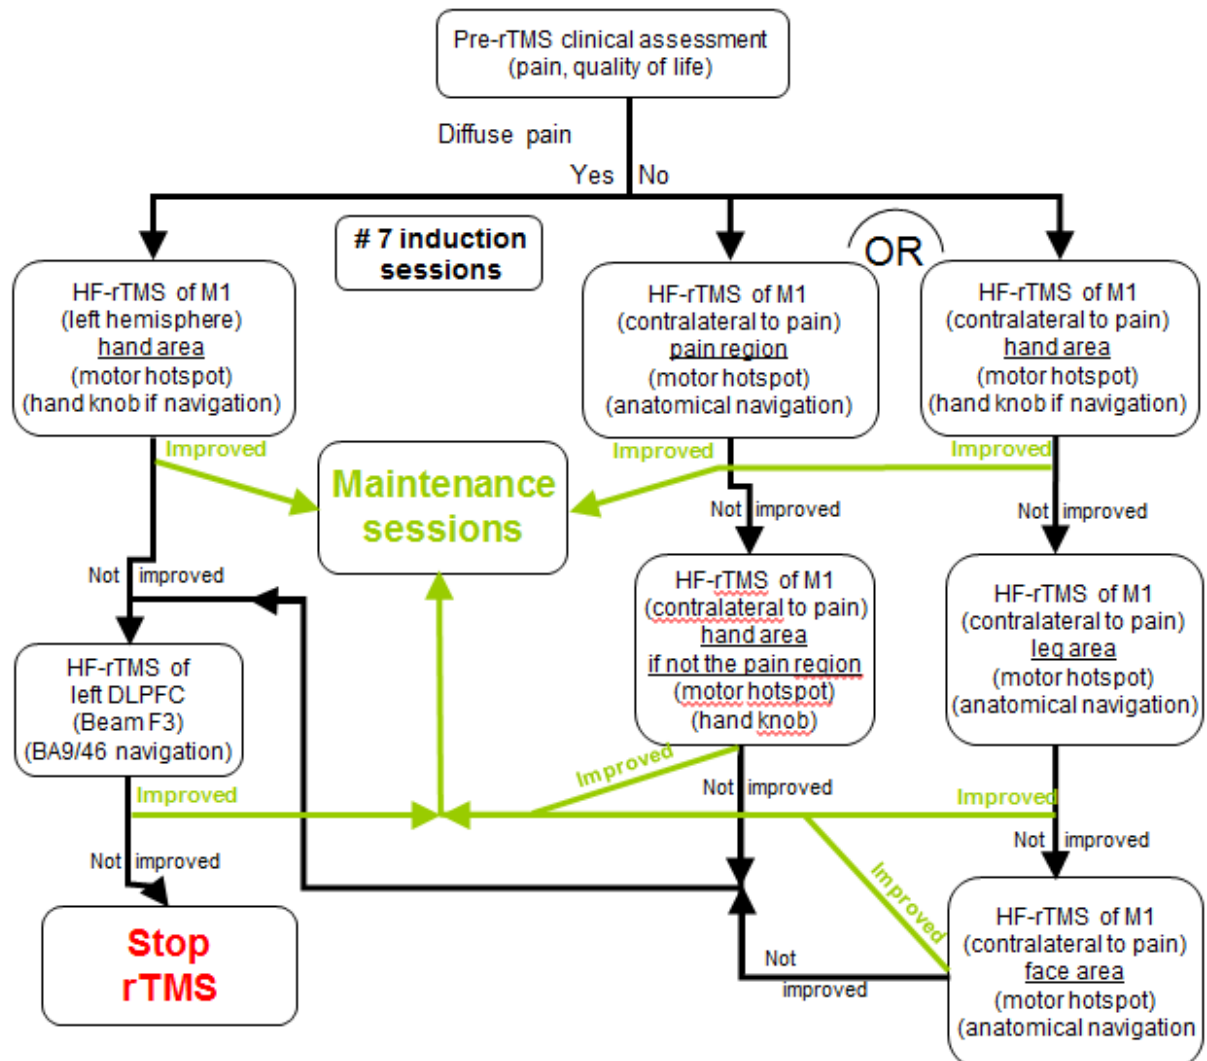 Pre-rTMS clinical assessment
(pain, quality of life)
Diffuse pain
Yes No
# 7 induction
sessions
OR
HF-rTMS of M1
(left hemisphere)
hand area
(motor hotspot)
(hand knob if navigation)
HF-rTMS of M1
(contralateral to pain)
pain region
(motor hotspot)
(anatomical navigation)
HF-rTMS of M1
(contralateral to pain)
hand area
(motor hotspot)
(hand knob if navigation)
Improved
Improved
Improved
Maintenance
sessions
Not improved
Not improved
Not improved
HF-rTMS of M1
(contralateral to pain)
hand area
if not the pain region
(motor hotspot)
(hand knob)
HF-rTMS of M1
(contralateral to pain)
leg area
(motor hotspot)
(anatomical navigation)
HF-rTMS of
left DLPFC
(Beam F3)
(BA9/46 navigation)
Improved
Improved
Improved
Not improved
Not improved
Not improved
Improved
Stop
rTMS
Not
improved
HF-rTMS of M1
(contralateral to pain)
face area
(motor hotspot)
(anatomical navigation